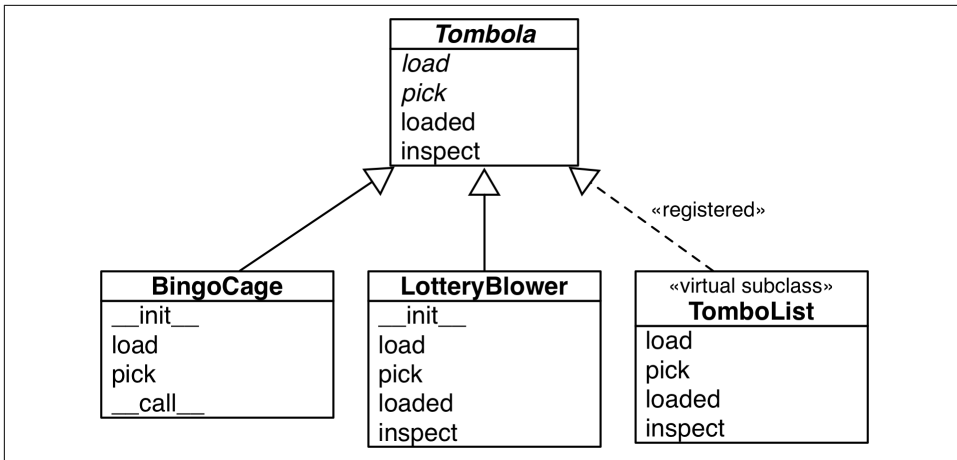 Tombola
load
pick
loaded
inspect
«registered»
BingoCage
__init__
load
pick
__call__
LotteryBlower
__init__
load
pick
loaded
inspect
«virtual subclass»
TomboList
load
pick
loaded
inspect